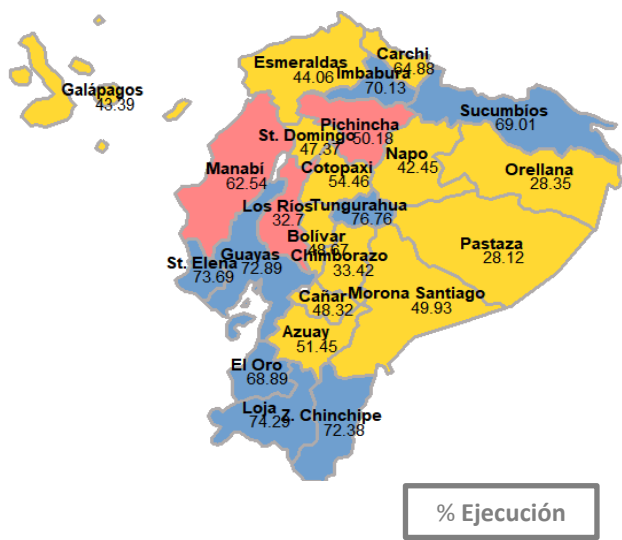 Carchi
64.88
Esmeraldas
44.06
Imbabura
70.13
Galápagos
43.39
Sucumbios
69.01
Pichincha
50.18
St. Domingo
47.37
Napo
42.45
Cotopaxi
54.46
Manabí
62.54
Orellana
28.35
Los Ríos
32.7
Tungurahua
76.76
Bolívar
48.67
Pastaza
28.12
Guayas
72.89
Chimborazo
33.42
St. Elena
73.69
Cañar
48.32
Morona Santiago
49.93
Azuay
51.45
El Oro
68.89
Loja
74.29
Z. Chinchipe
72.38
% Ejecución